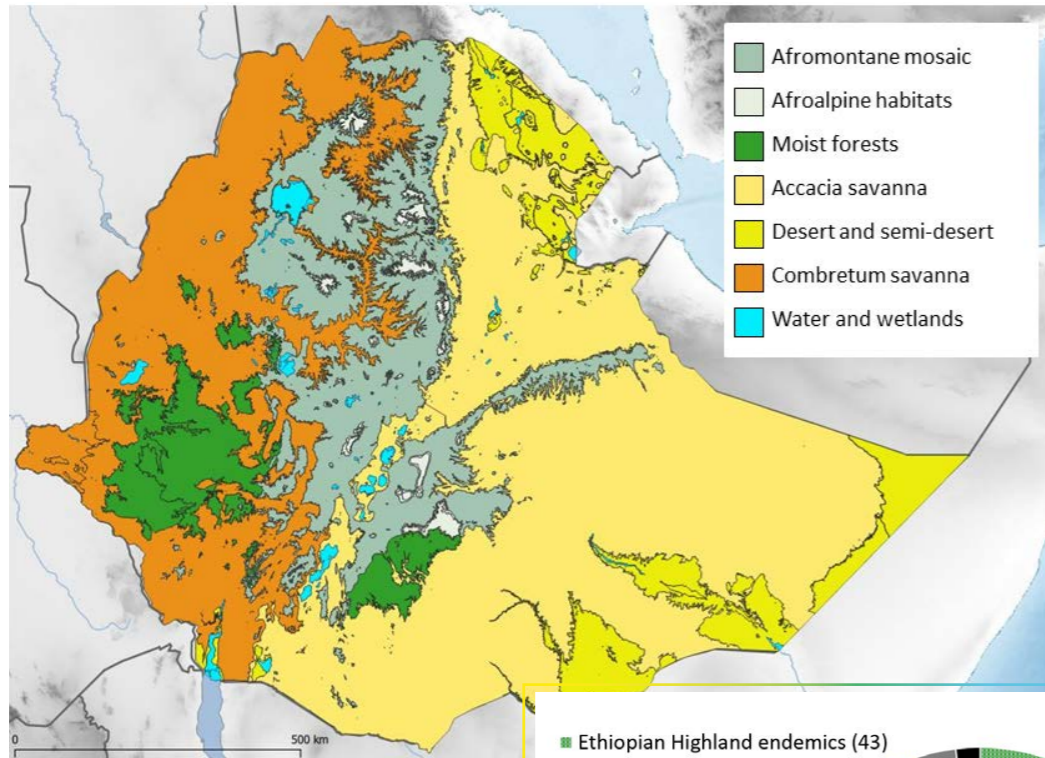 Afromontane mosaic
Afroalpine habitats
Moist forests
Accacia savanna
Desert and semi-desert
Combretum savanna
Water and wetlands
0 500 km
Ethiopian Highland endemics (43)